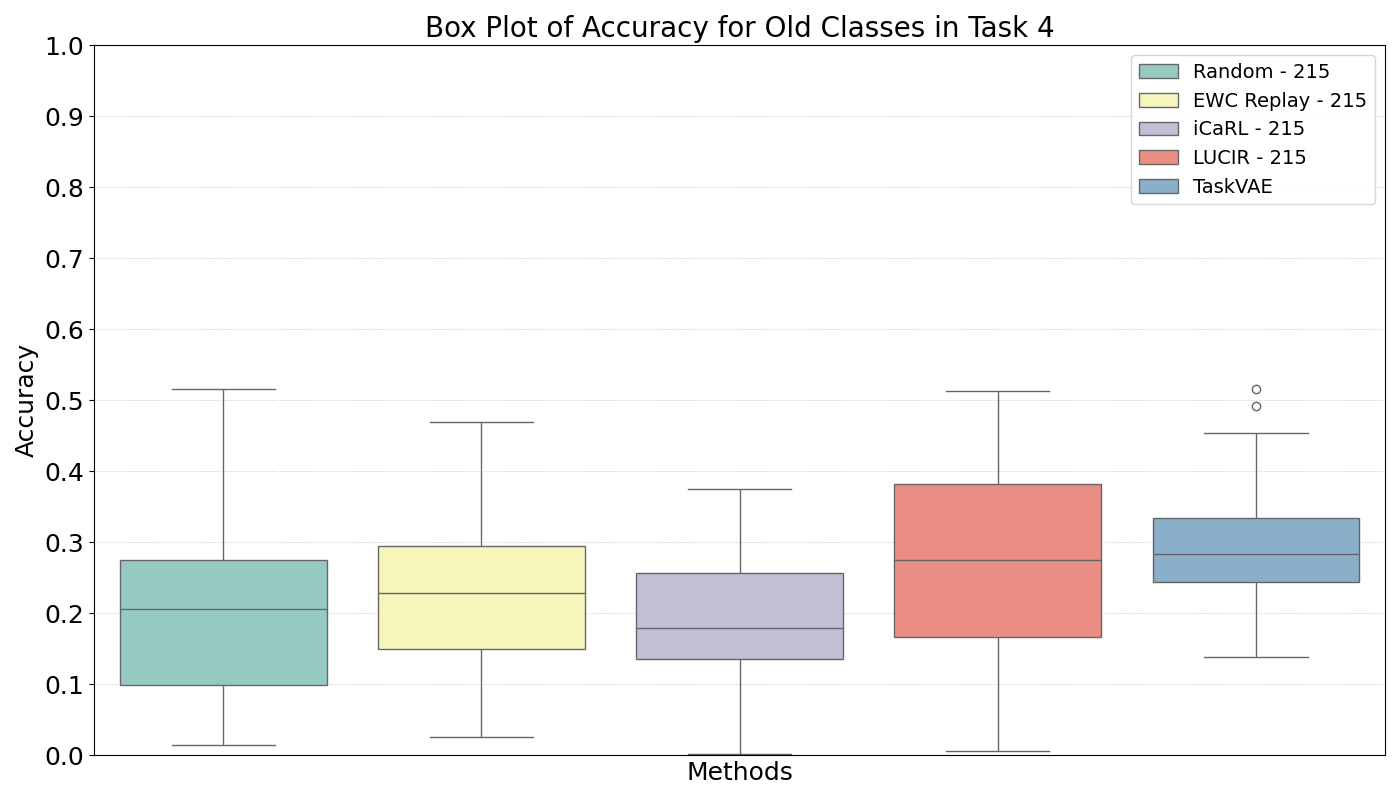 Box Plot of Accuracy for Old Classes in Task 4
1.0
0.9
0.8
0.7
0.6
0.5
0.4
0.3
0.2
0.1
0.0
Accuracy
Methods
Random - 215
EWC Replay - 215
iCaRL - 215
LUCIR - 215
TaskVAE